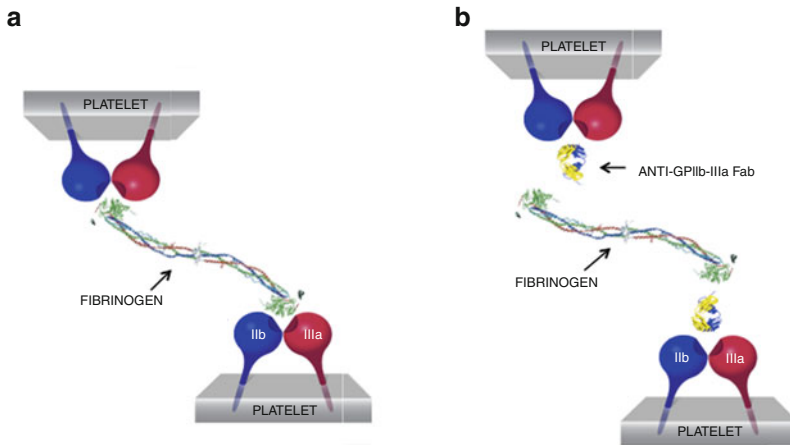 a
PLATELET
FIBRINOGEN
IIb IIIa
PLATELET
b
PLATELET
ANTI-GPIIb-IIIa Fab
FIBRINOGEN
IIb IIIa
PLATELET